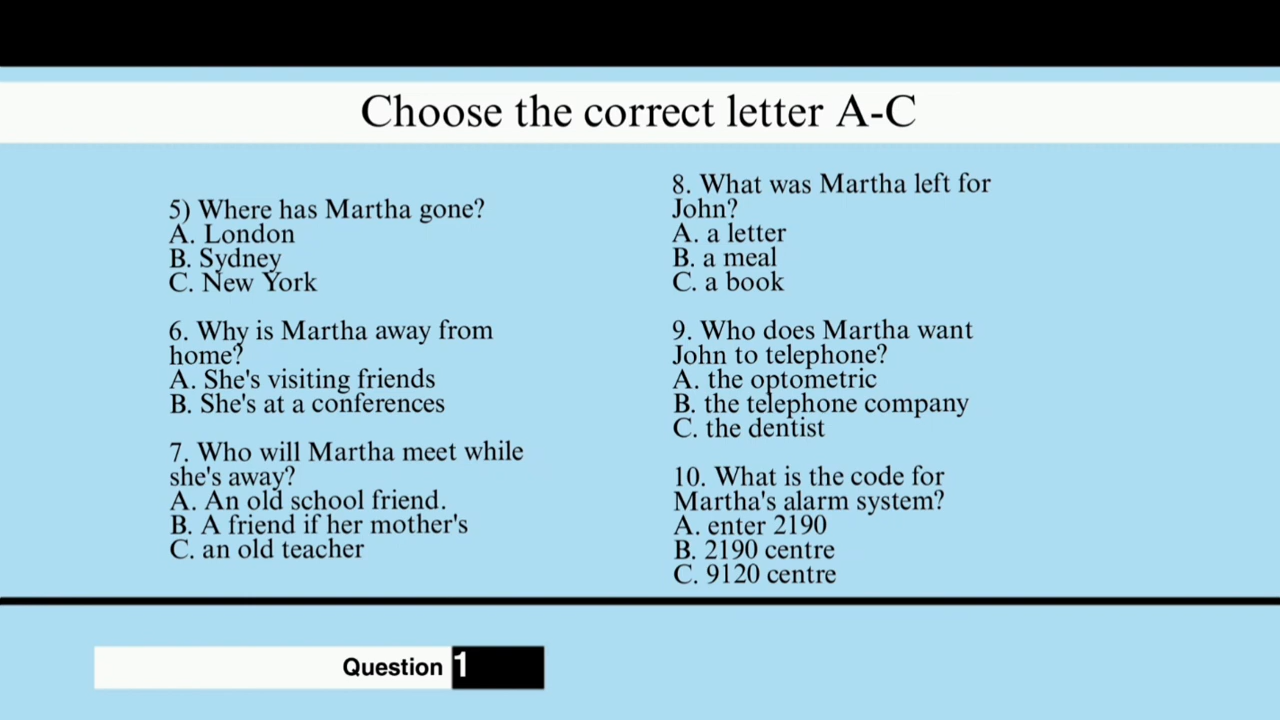 Choose the correct letter A-C
5) Where has Martha gone?
A. London
B. Sydney
C. New York
6. Why is Martha away from
home?
A. She's visiting friends
B. She's at a conferences
7. Who will Martha meet while
she's away?
A. An old school friend.
B. A friend if her mother's
C. an old teacher
8. What was Martha left for
John?
A. a letter
B. a meal
C. a book
9. Who does Martha want
John to telephone?
A. the optometric
B. the telephone company
C. the dentist
10. What is the code for
Martha's alarm system?
A. enter 2190
B. 2190 centre
C. 9120 centre
Question 1